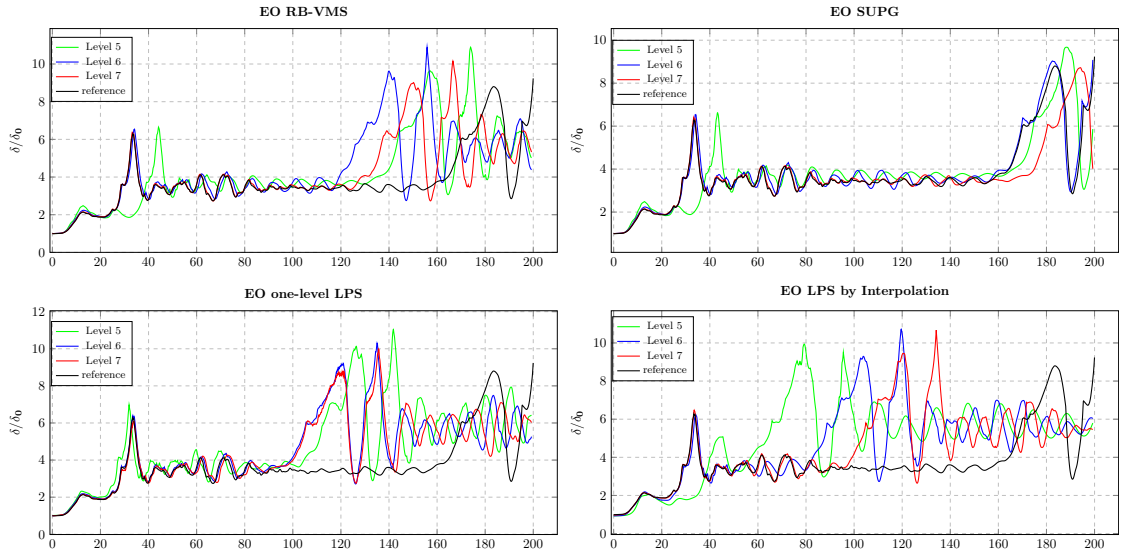 EO RB-VMS
δ/δ₀
10
8
6
4
2
0
Level 5
Level 6
Level 7
reference
0 20 40 60 80 100 120 140 160 180 200
EO SUPG
δ/δ₀
10
8
6
4
2
Level 5
Level 6
Level 7
reference
0 20 40 60 80 100 120 140 160 180 200
EO one-level LPS
δ/δ₀
12
10
8
6
4
2
0
Level 5
Level 6
Level 7
reference
0 20 40 60 80 100 120 140 160 180 200
EO LPS by Interpolation
δ/δ₀
10
8
6
4
2
0
Level 5
Level 6
Level 7
reference
0 20 40 60 80 100 120 140 160 180 200